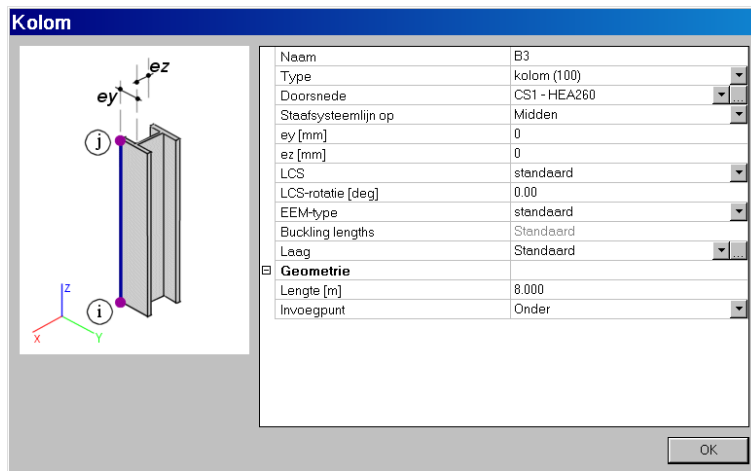 Kolom
ez
ey
j
i
Z
X
Y
Naam B3
Type kolom (100)
Doorsnede CS1 - HEA260 ...
Staafsysteemlijn op Midden
ey [mm] 0
ez [mm] 0
LCS standaard
LCS-rotatie [deg] 0.00
EEM-type standaard
Buckling lengths Standaard
Laag Standaard ...
Geometrie
Lengte [m] 8.000
Invoegpunt Onder
OK